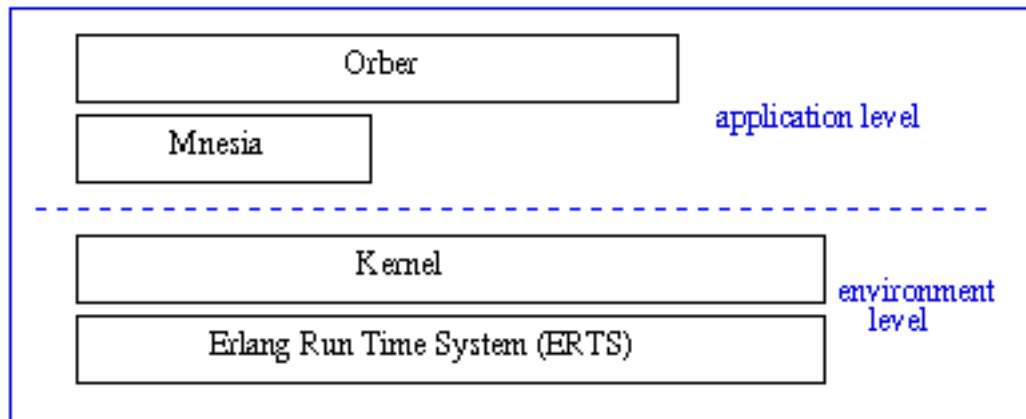 Orber
application level
Mnesia
Kernel
environment
level
Erlang Run Time System (ERTS)